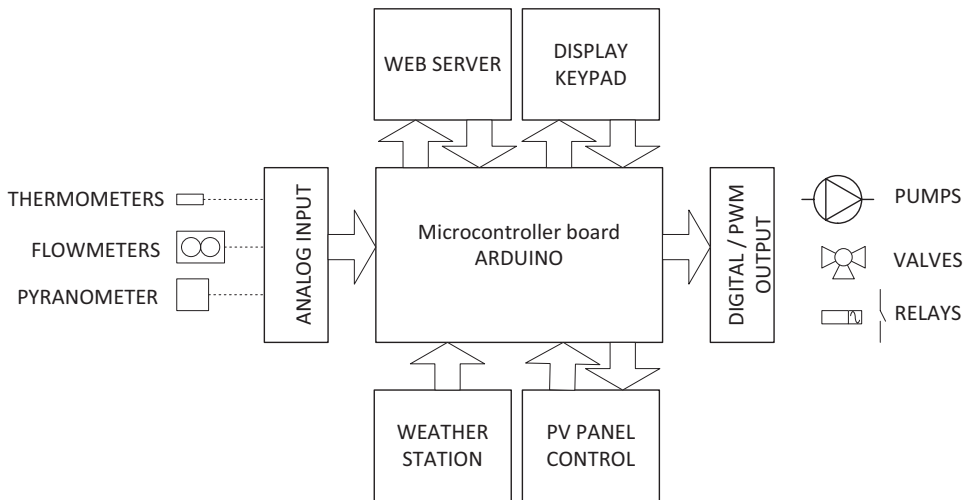 WEB SERVER
DISPLAY
KEYPAD
THERMOMETERS
FLOWMETERS
PYRANOMETER
ANALOG INPUT
Microcontroller board
ARDUINO
DIGITAL / PWM
OUTPUT
PUMPS
VALVES
RELAYS
WEATHER
STATION
PV PANEL
CONTROL